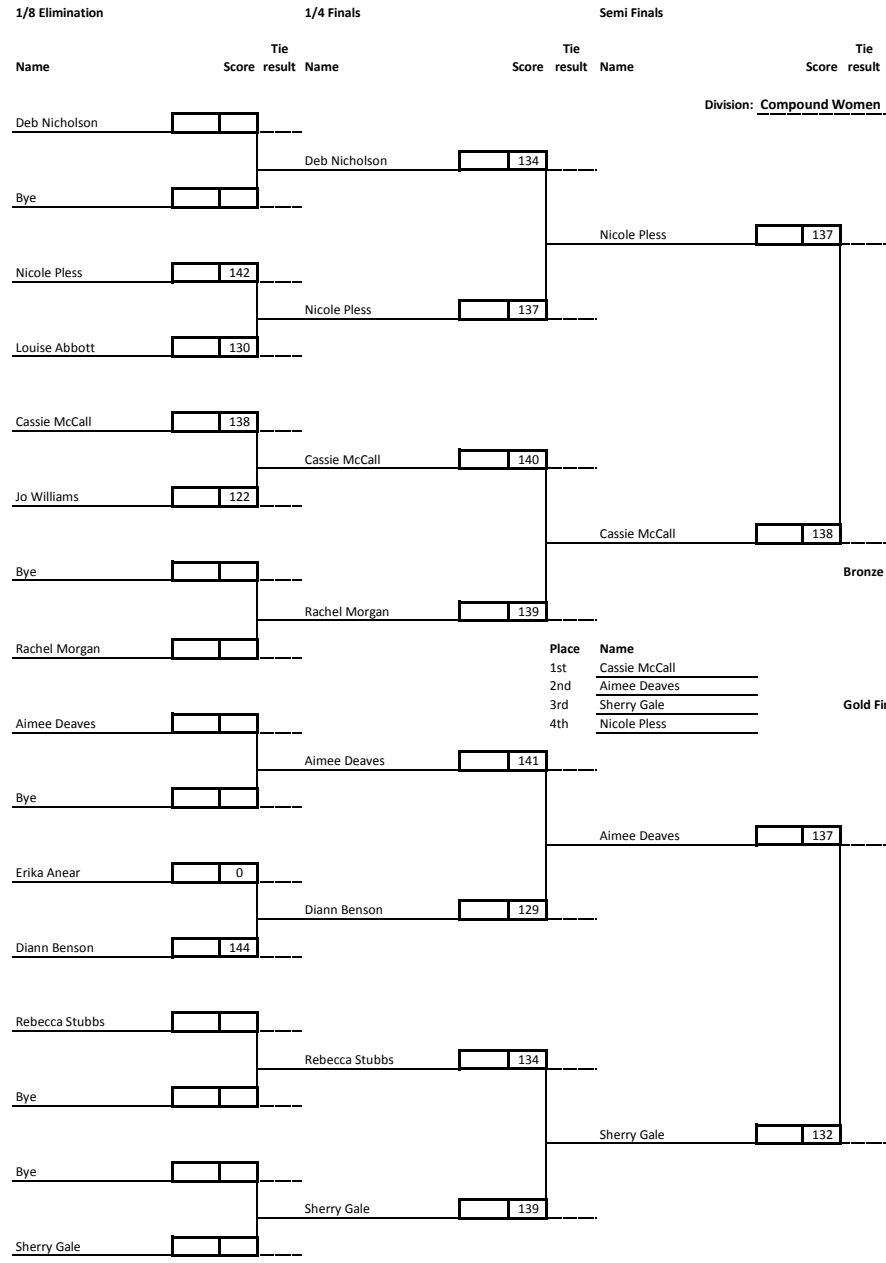 1/8 Elimination 1/4 Finals Semi Finals
Tie Tie Tie
Name Score result Name Score result Name Score result
Division: Compound Women
Deb Nicholson
Deb Nicholson 134
Bye
Nicole Pless 137
Nicole Pless 142
Nicole Pless 137
Louise Abbott 130
Cassie McCall 138
Cassie McCall 140
Jo Williams 122
Cassie McCall 138
Bye Bronze
Rachel Morgan 139
Rachel Morgan Place Name
1st Cassie McCall
2nd Aimee Deaves
3rd Sherry Gale Gold Fi
Aimee Deaves 4th Nicole Pless
Aimee Deaves 141
Bye
Aimee Deaves 137
Erika Anear 0
Diann Benson 129
Diann Benson 144
Rebecca Stubbs
Rebecca Stubbs 134
Bye
Sherry Gale 132
Bye
Sherry Gale 139
Sherry Gale